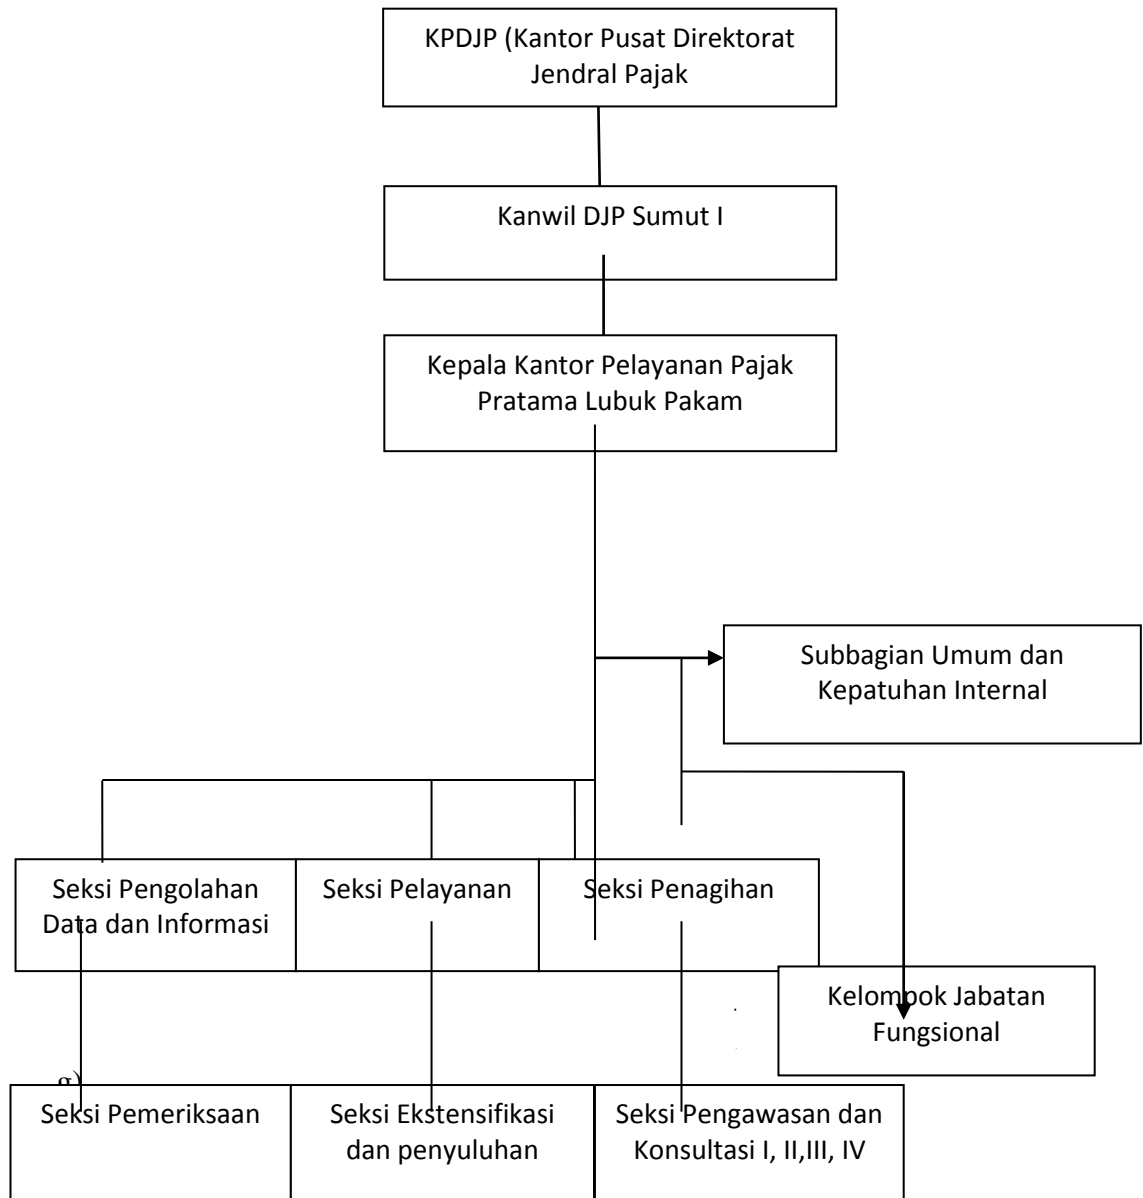 KPDJP (Kantor Pusat Direktorat
Jendral Pajak
Kanwil DJP Sumut I
Kepala Kantor Pelayanan Pajak
Pratama Lubuk Pakam
Subbagian Umum dan
Kepatuhan Internal
Seksi Pengolahan
Data dan Informasi
Seksi Pelayanan
Seksi Penagihan
Kelompok Jabatan
Fungsional
g)
Seksi Pemeriksaan
Seksi Ekstensifikasi
dan penyuluhan
Seksi Pengawasan dan
Konsultasi I, II,III, IV